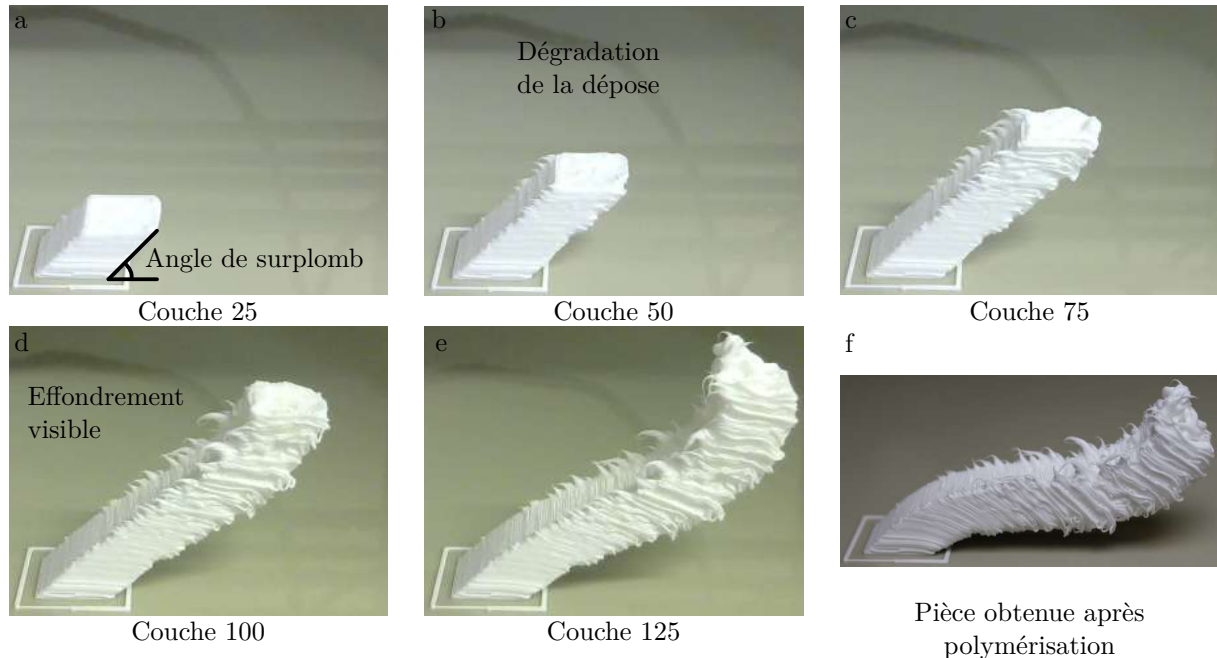 a
b
Dégradation
de la dépose
c
Angle de surplomb
Couche 25
Couche 50
Couche 75
d
Effondrement
visible
e
f
Couche 100
Couche 125
Pièce obtenue après
polymérisation